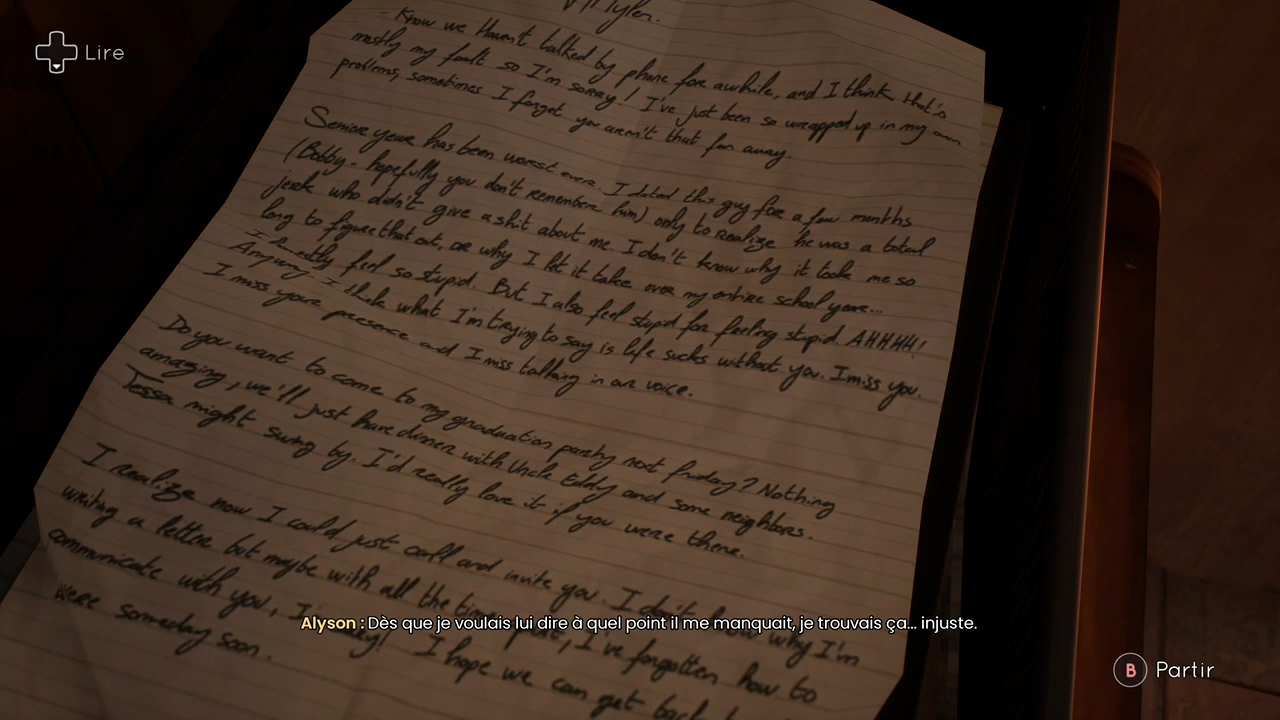 Lire
Hi Tyler.
- Know we haven't talked by phone for awhile, and I think that's
mostly my fault so I'm sorry! I've just been so wrapped up in my own
problems, sometimes I forget you aren't that far away.
Senior year has been worst ever. I dated this guy for a few months
(Bobby - hopefully you don't remember him) only to realize he was a total
jerk who didn't give a shit about me. I don't know why it took me so
long to figure that out, or why I let it take over my entire school year...
I honestly feel so stupid. But I also feel stupid for feeling stupid. AHHHH!
Anyway I think what I'm trying to say is life sucks without you. I miss you.
I miss your presence and I miss talking in our voice.
Do you want to come to my graduation party next friday? Nothing
amazing, we'll just have dinner with Uncle Eddy and some neighbors.
Tessa might swing by. I'd really love it if you were there.
I realize now I could just call and invite you. I don't know why I'm
writing a letter but maybe with all the time past, I've forgotten how to
communicate with you, I'm sorry! I hope we can get back
were someday soon.
Alyson : Dès que je voulais lui dire à quel point il me manquait, je trouvais ça... injuste.
B Partir